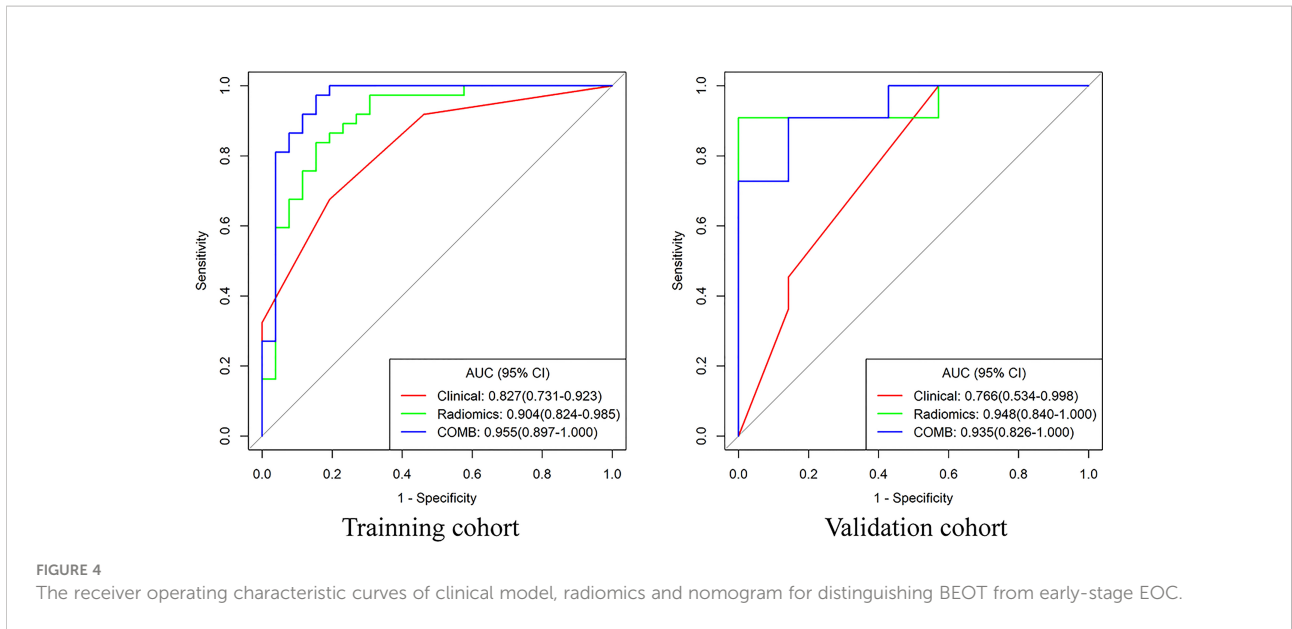 1.0
0.8
0.6
0.4
0.2
0.0
Sensitivity
AUC (95% CI)
Clinical: 0.827(0.731-0.923)
Radiomics: 0.904(0.824-0.985)
COMB: 0.955(0.897-1.000)
0.0 0.2 0.4 0.6 0.8 1.0
1 - Specificity
Trainning cohort
1.0
0.8
0.6
0.4
0.2
0.0
Sensitivity
AUC (95% CI)
Clinical: 0.766(0.534-0.998)
Radiomics: 0.948(0.840-1.000)
COMB: 0.935(0.826-1.000)
0.0 0.2 0.4 0.6 0.8 1.0
1 - Specificity
Validation cohort
FIGURE 4
The receiver operating characteristic curves of clinical model, radiomics and nomogram for distinguishing BEOT from early-stage EOC.